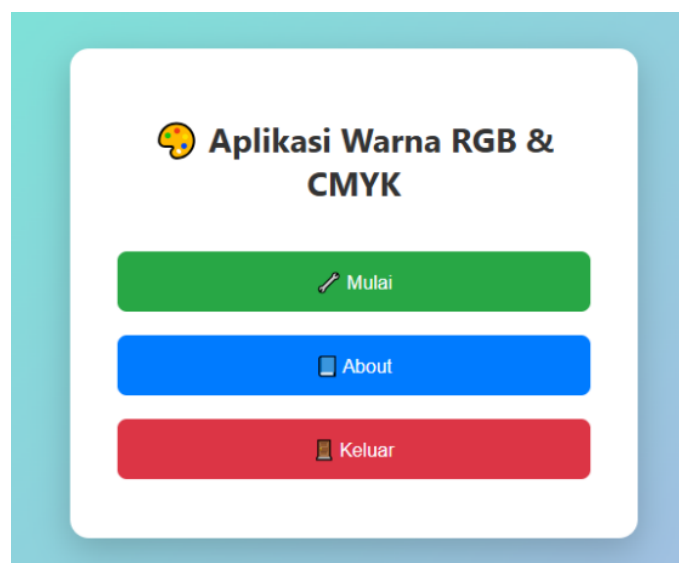 🎨 Aplikasi Warna RGB &
CMYK
🔧 Mulai
📘 About
🚪 Keluar